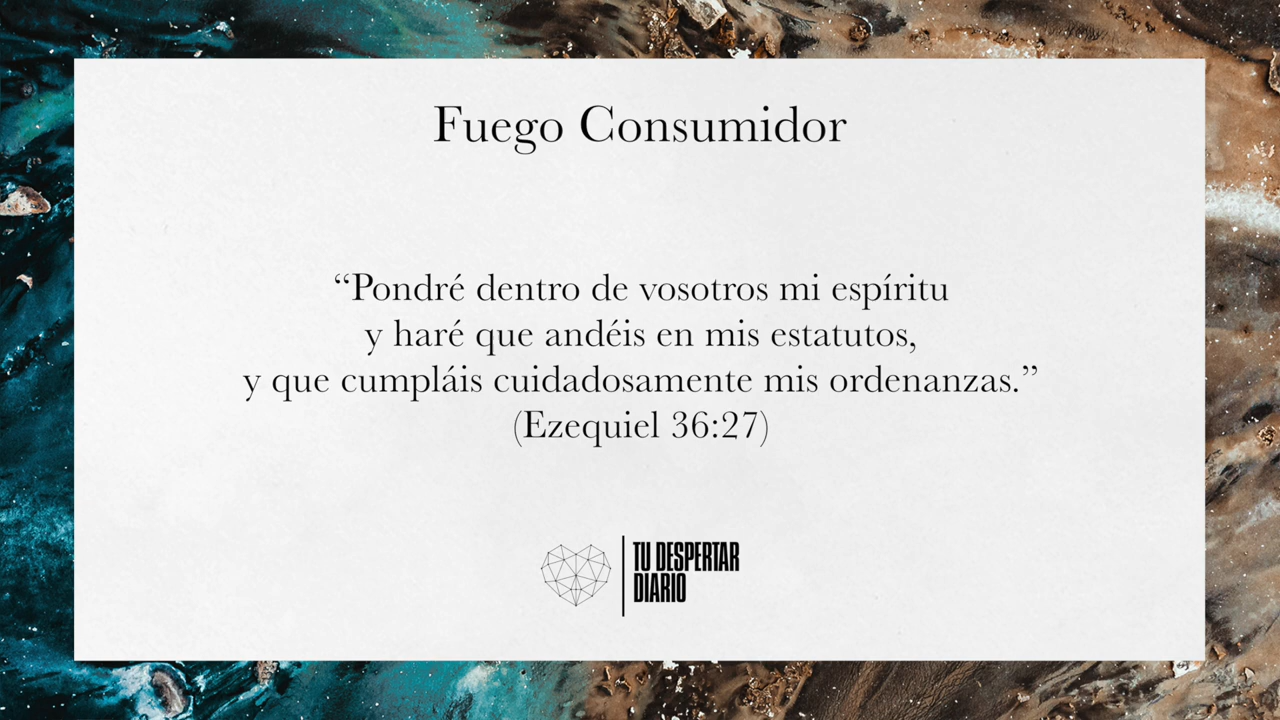 Fuego Consumidor
“Pondré dentro de vosotros mi espíritu
y haré que andéis en mis estatutos,
y que cumpláis cuidadosamente mis ordenanzas.”
(Ezequiel 36:27)
TU DESPERTAR
DIARIO